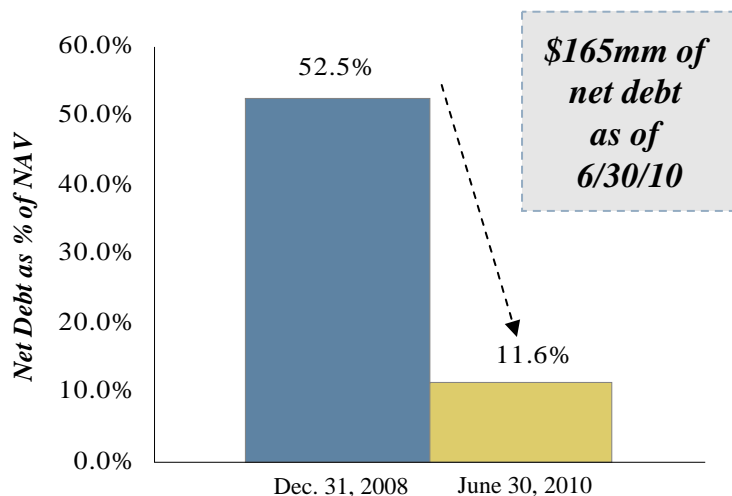 60.0%
50.0%
40.0%
30.0%
20.0%
10.0%
0.0%
Net Debt as % of NAV
52.5%
11.6%
Dec. 31, 2008
June 30, 2010
$165mm of
net debt
as of
6/30/10